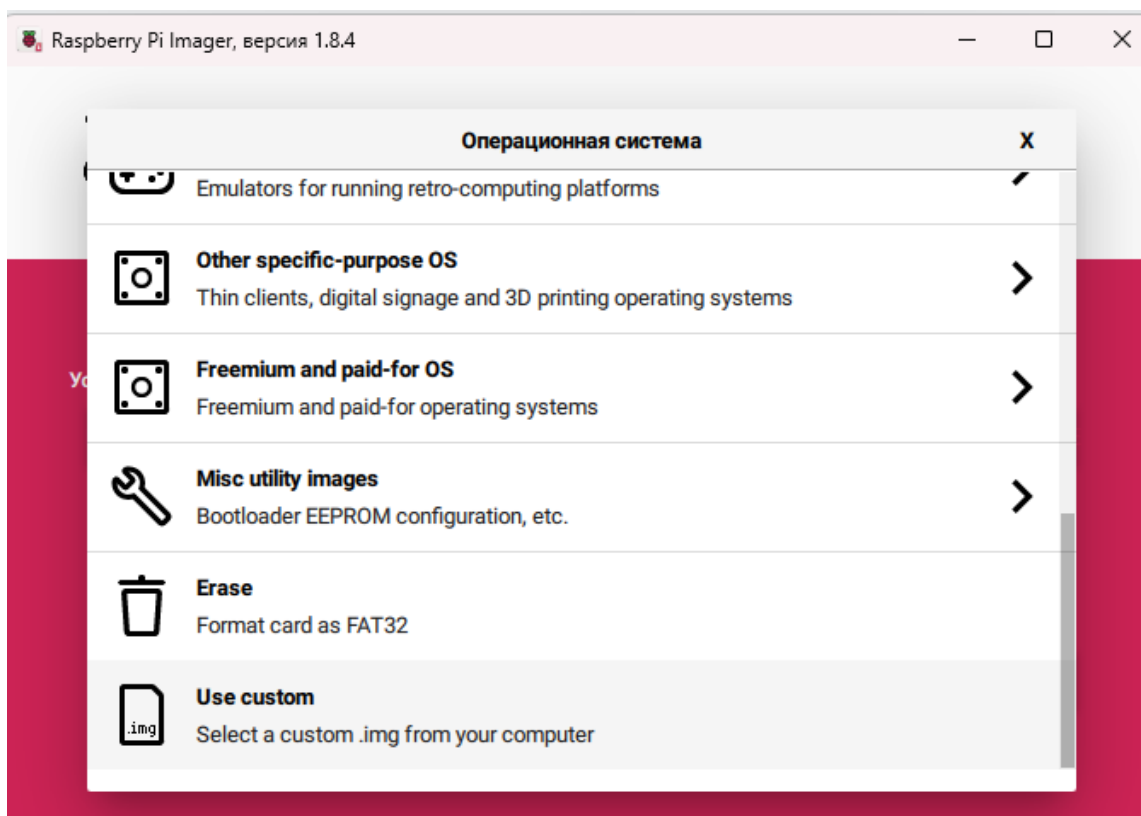 Raspberry Pi Imager, версия 1.8.4
Операционная система
X
Emulators for running retro-computing platforms
Other specific-purpose OS
Thin clients, digital signage and 3D printing operating systems
Freemium and paid-for OS
Freemium and paid-for operating systems
Misc utility images
Bootloader EEPROM configuration, etc.
Erase
Format card as FAT32
.img
Use custom
Select a custom .img from your computer